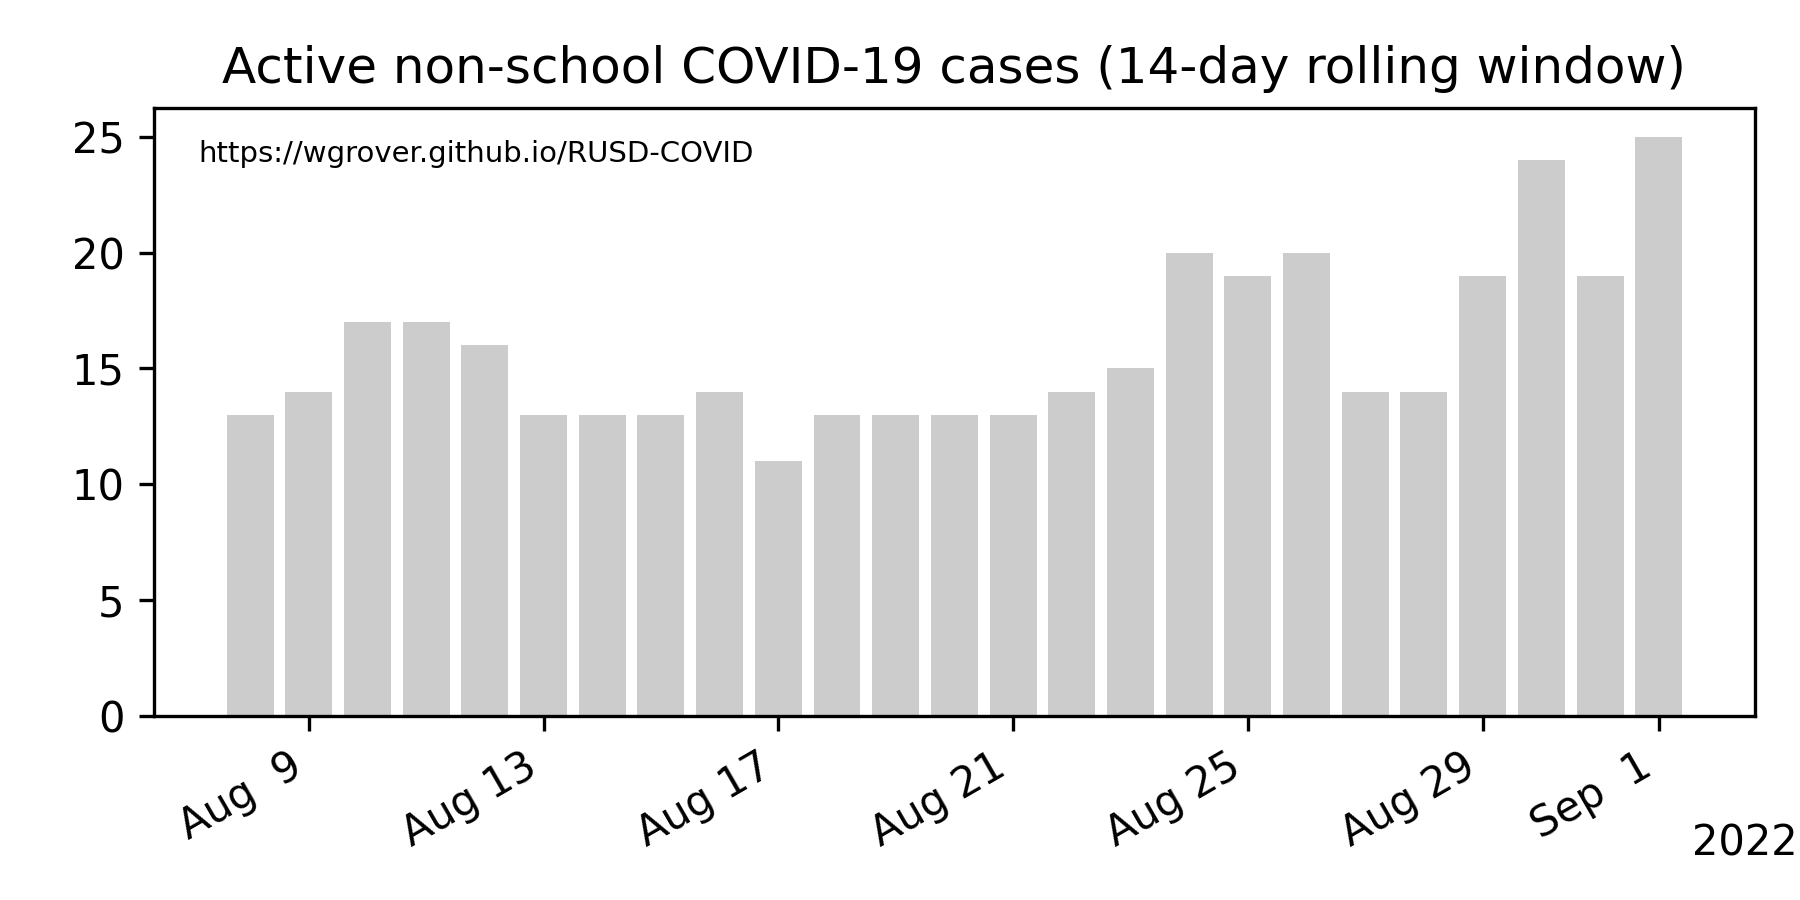 Active non-school COVID-19 cases (14-day rolling window)
https://wgrover.github.io/RUSD-COVID
25
20
15
10
5
0
Aug 9
Aug 13
Aug 17
Aug 21
Aug 25
Aug 29
Sep 1
2022